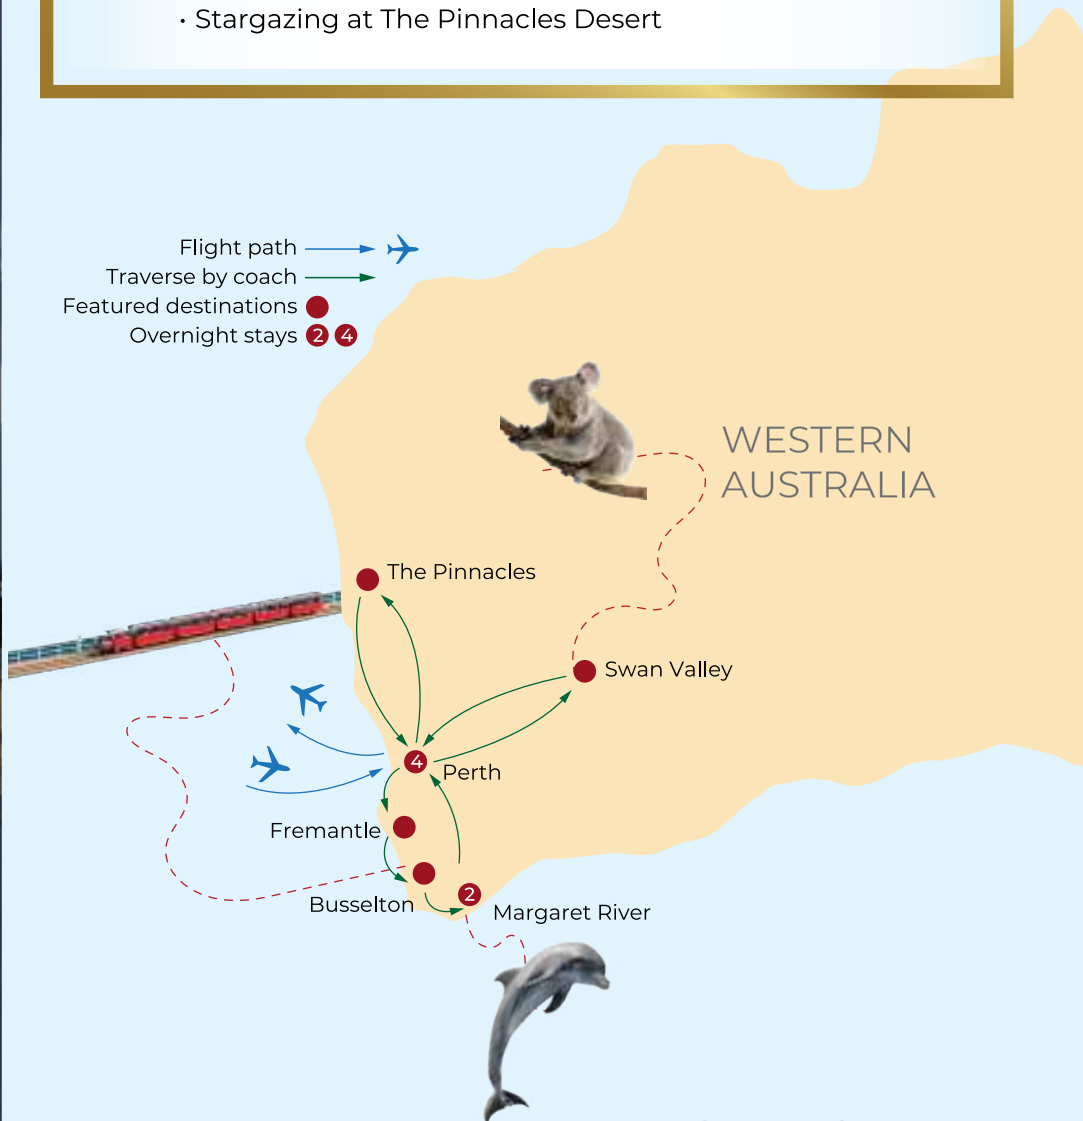 • Stargazing at The Pinnacles Desert
Flight path
Traverse by coach
Featured destinations
Overnight stays 2 4
WESTERN
AUSTRALIA
The Pinnacles
Swan Valley
4
Perth
Fremantle
Busselton
2
Margaret River